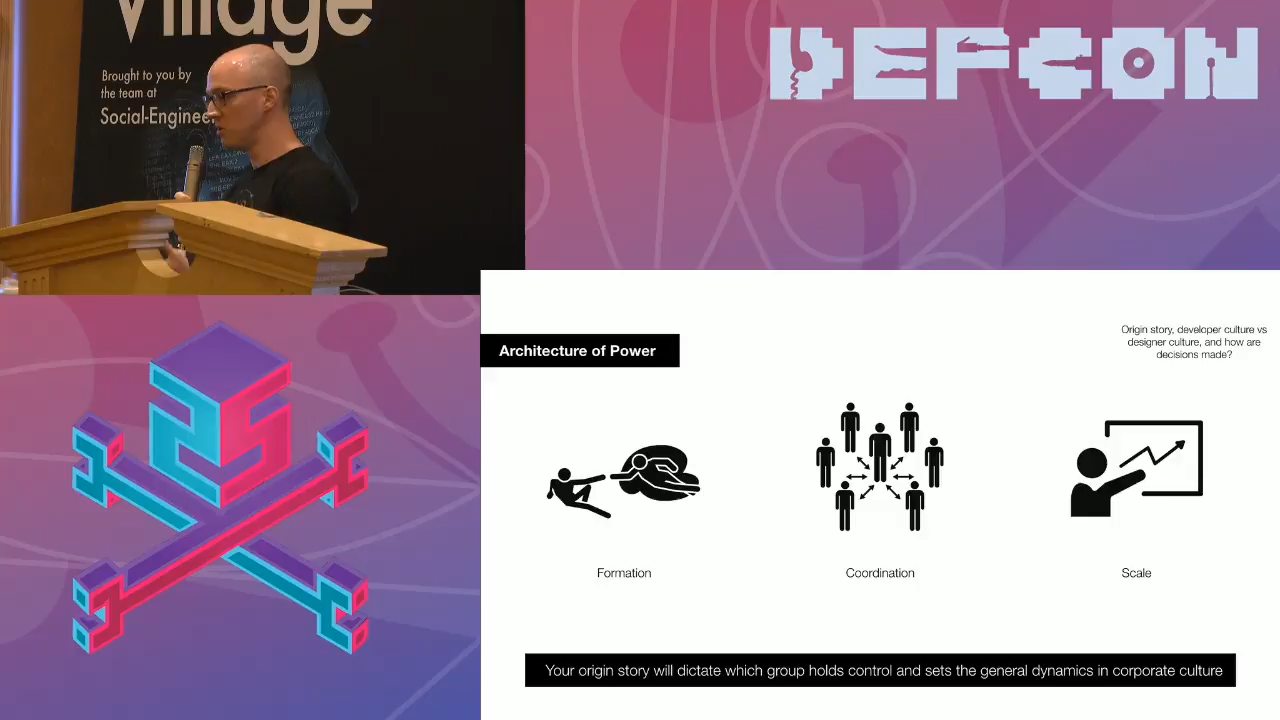 Village
Brought to you by
the team at
Social-Enginee
DEFCON
Architecture of Power
Origin story, developer culture vs
designer culture, and how are
decisions made?
Formation
Coordination
Scale
Your origin story will dictate which group holds control and sets the general dynamics in corporate culture